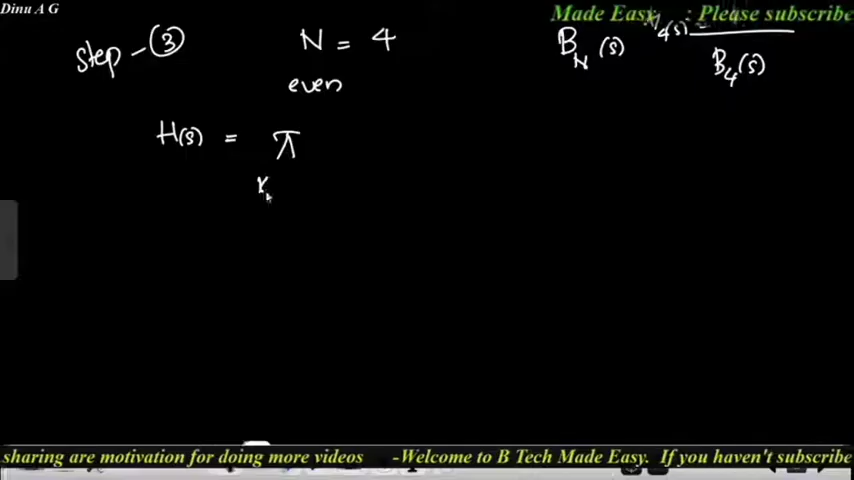 Dinu A G
Made Easy : Please subscribe
step - ③ N = 4
even
B_N(s)
4(s) =
B_4(s)
H(s) = π
K
sharing are motivation for doing more videos -Welcome to B Tech Made Easy. If you haven't subscribe